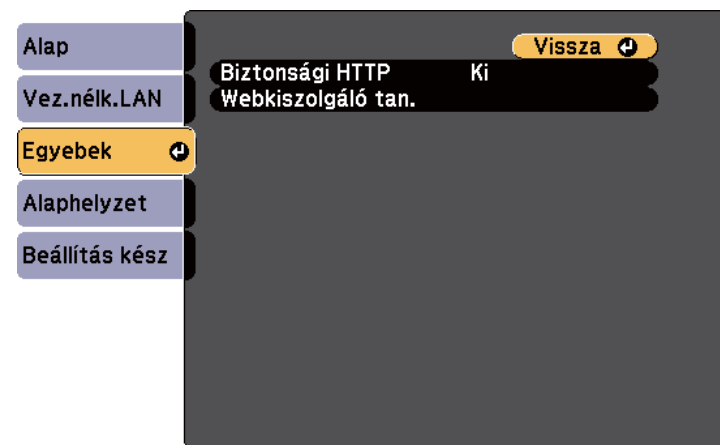 Alap
Vez.nélk.LAN
Egyebek
Alaphelyzet
Beállítás kész
Vissza
Biztonsági HTTP Ki
Webkiszolgáló tan.